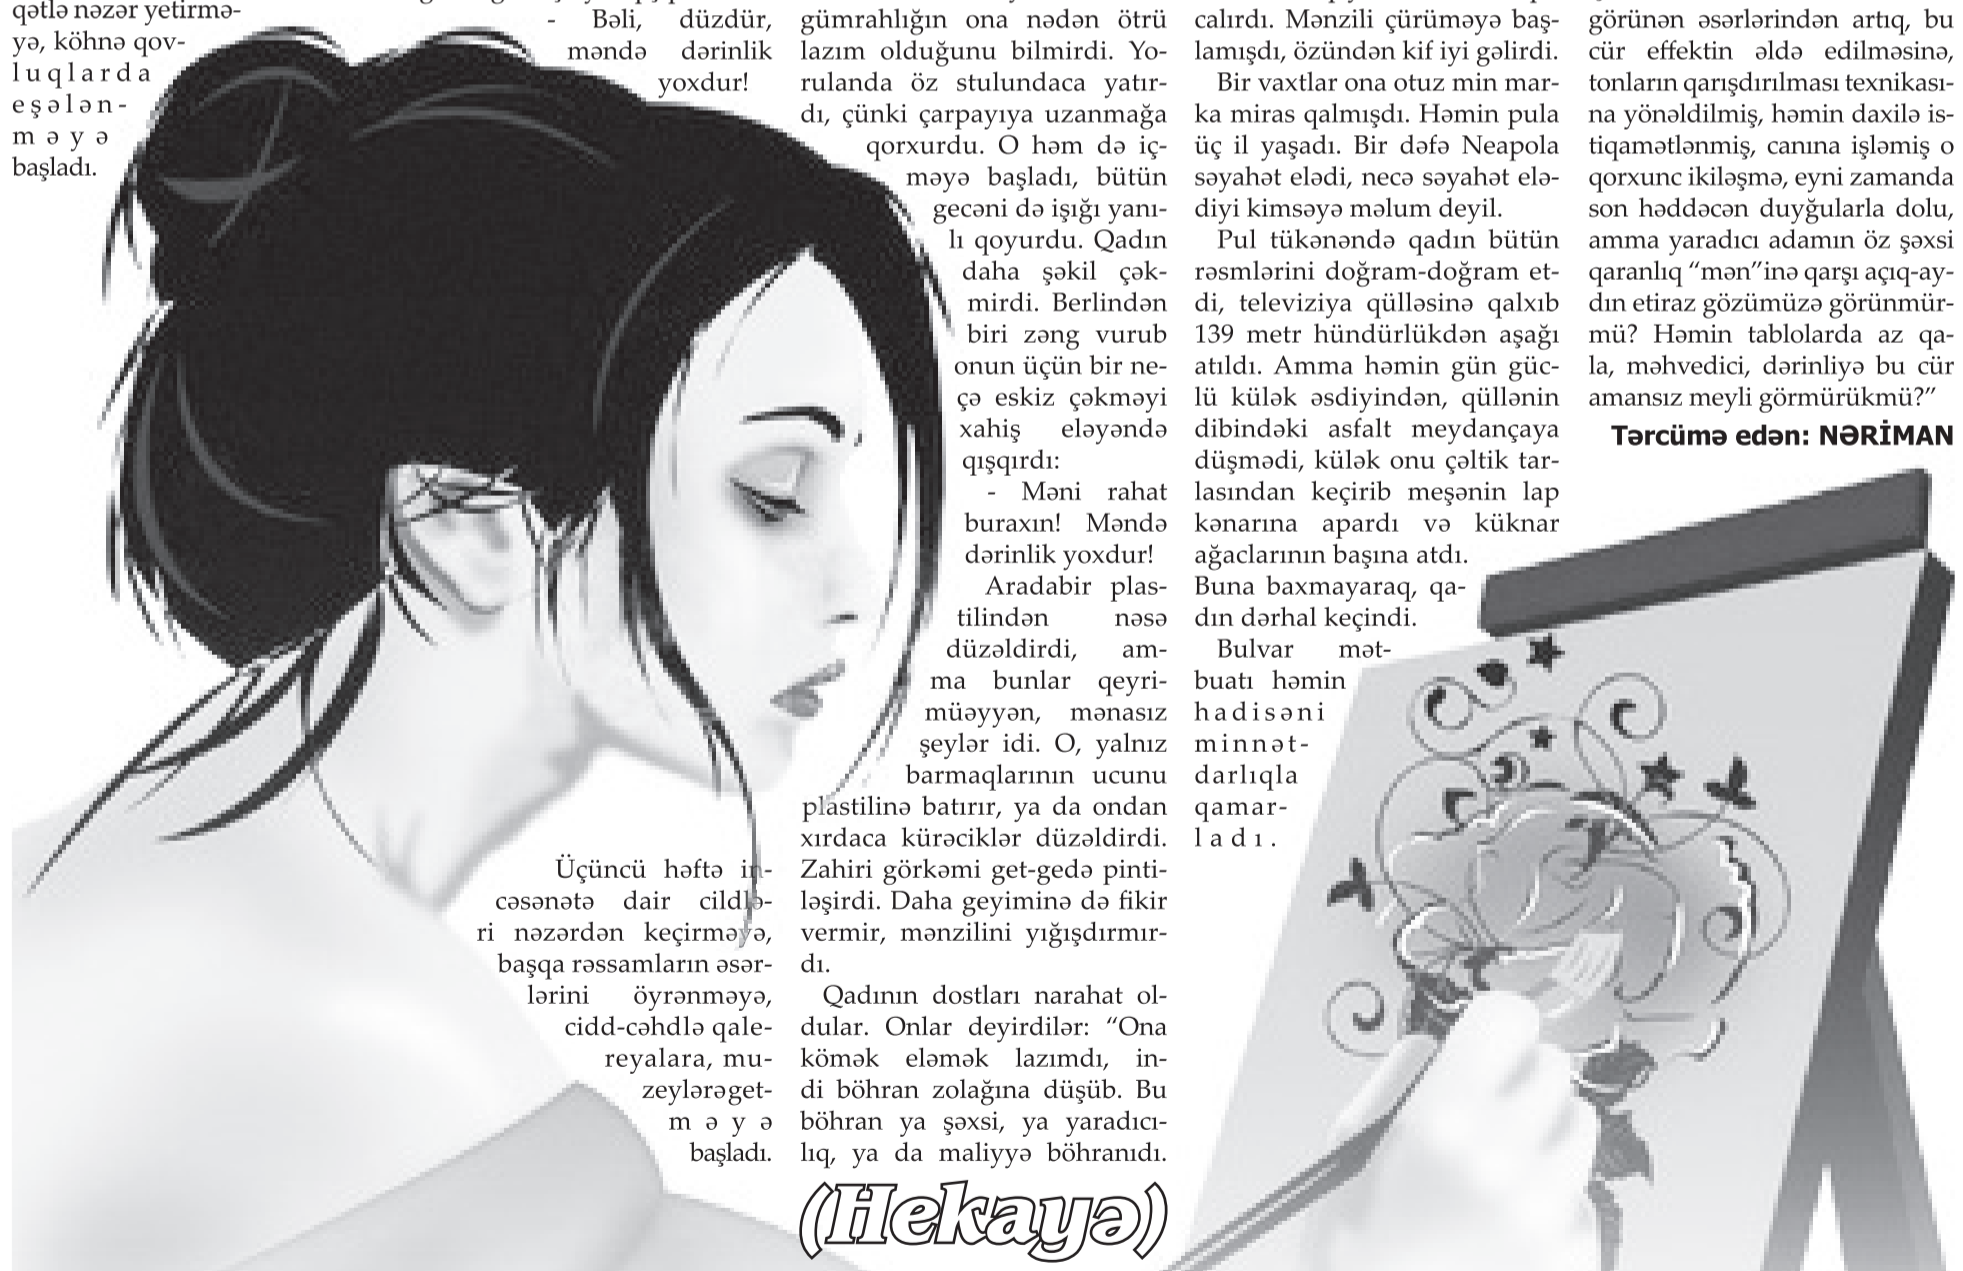 qətlə nəzər yetirmə-
yə, köhnə qov-
luqlarda
eşələn-
məyə
başladı.
- Bəli, düzdür,
məndə dərinlik
yoxdur!
Üçüncü həftə in-
cəsənətə dair cildlə-
ri nəzərdən keçirməyə,
başqa rəssamların əsər-
lərini öyrənməyə,
cidd-cəhdlə qale-
reyalara, mu-
zeylərə get-
məyə
başladı.
gümrahlığın ona nədən ötrü
lazım olduğunu bilmirdi. Yo-
rulanda öz stulundaca yatır-
dı, çünki çarpayıya uzanmağa
qorxurdu. O həm də iç-
məyə başladı, bütün
gecəni də işığı yanı-
lı qoyurdu. Qadın
daha şəkil çək-
mirdi. Berlindən
biri zəng vurub
onun üçün bir ne-
çə eskiz çəkməyi
xahiş eləyəndə
qışqırdı:
- Məni rahat
buraxın! Məndə
dərinlik yoxdur!
Aradabir plas-
tilindən nəsə
düzəldirdi, am-
ma bunlar qeyri-
müəyyən, mənasız
şeylər idi. O, yalnız
barmaqlarının ucunu
plastilinə batırır, ya da ondan
xırdaca kürəciklər düzəldirdi.
Zahiri görkəmi get-gedə pinti-
ləşirdi. Daha geyiminə də fikir
vermir, mənzilini yığışdırmır-
dı.
Qadının dostları narahat ol-
dular. Onlar deyirdilər: “Ona
kömək eləmək lazımdı, in-
di böhran zolağına düşüb. Bu
böhran ya şəxsi, ya yaradıcı-
lıq, ya da maliyyə böhranıdı.
(Hekayə)
calırdı. Mənzili çürüməyə baş-
lamışdı, özündən kif iyi gəlirdi.
Bir vaxtlar ona otuz min mar-
ka miras qalmışdı. Həmin pula
üç il yaşadı. Bir dəfə Neapola
səyahət elədi, necə səyahət elə-
diyi kimsəyə məlum deyil.
Pul tükənəndə qadın bütün
rəsmlərini doğram-doğram et-
di, televiziya qülləsinə qalxıb
139 metr hündürlükdən aşağı
atıldı. Amma həmin gün güc-
lü külək əsdiyindən, qüllənin
dibindəki asfalt meydançaya
düşmədi, külək onu çəltik tar-
lasından keçirib meşənin lap
kənarına apardı və küknar
ağaclarının başına atdı.
Buna baxmayaraq, qa-
dın dərhal keçindi.
Bulvar mət-
buatı həmin
hadisəni
minnət-
darlıqla
qamar-
ladı.
görünən əsərlərindən artıq, bu
cür effektin əldə edilməsinə,
tonların qarışdırılması texnikası-
na yönəldilmiş, həmin daxilə is-
tiqamətlənmiş, canına işləmiş o
qorxunc ikiləşmə, eyni zamanda
son həddəcən duyğularla dolu,
amma yaradıcı adamın öz şəxsi
qaranlıq “mən”inə qarşı açıq-ay-
dın etiraz gözümüzə görünmür-
mü? Həmin tablolarda az qa-
la, məhvedici, dərinliyə bu cür
amansız meyli görmürükmü?”
Tərcümə edən: NƏRİMAN